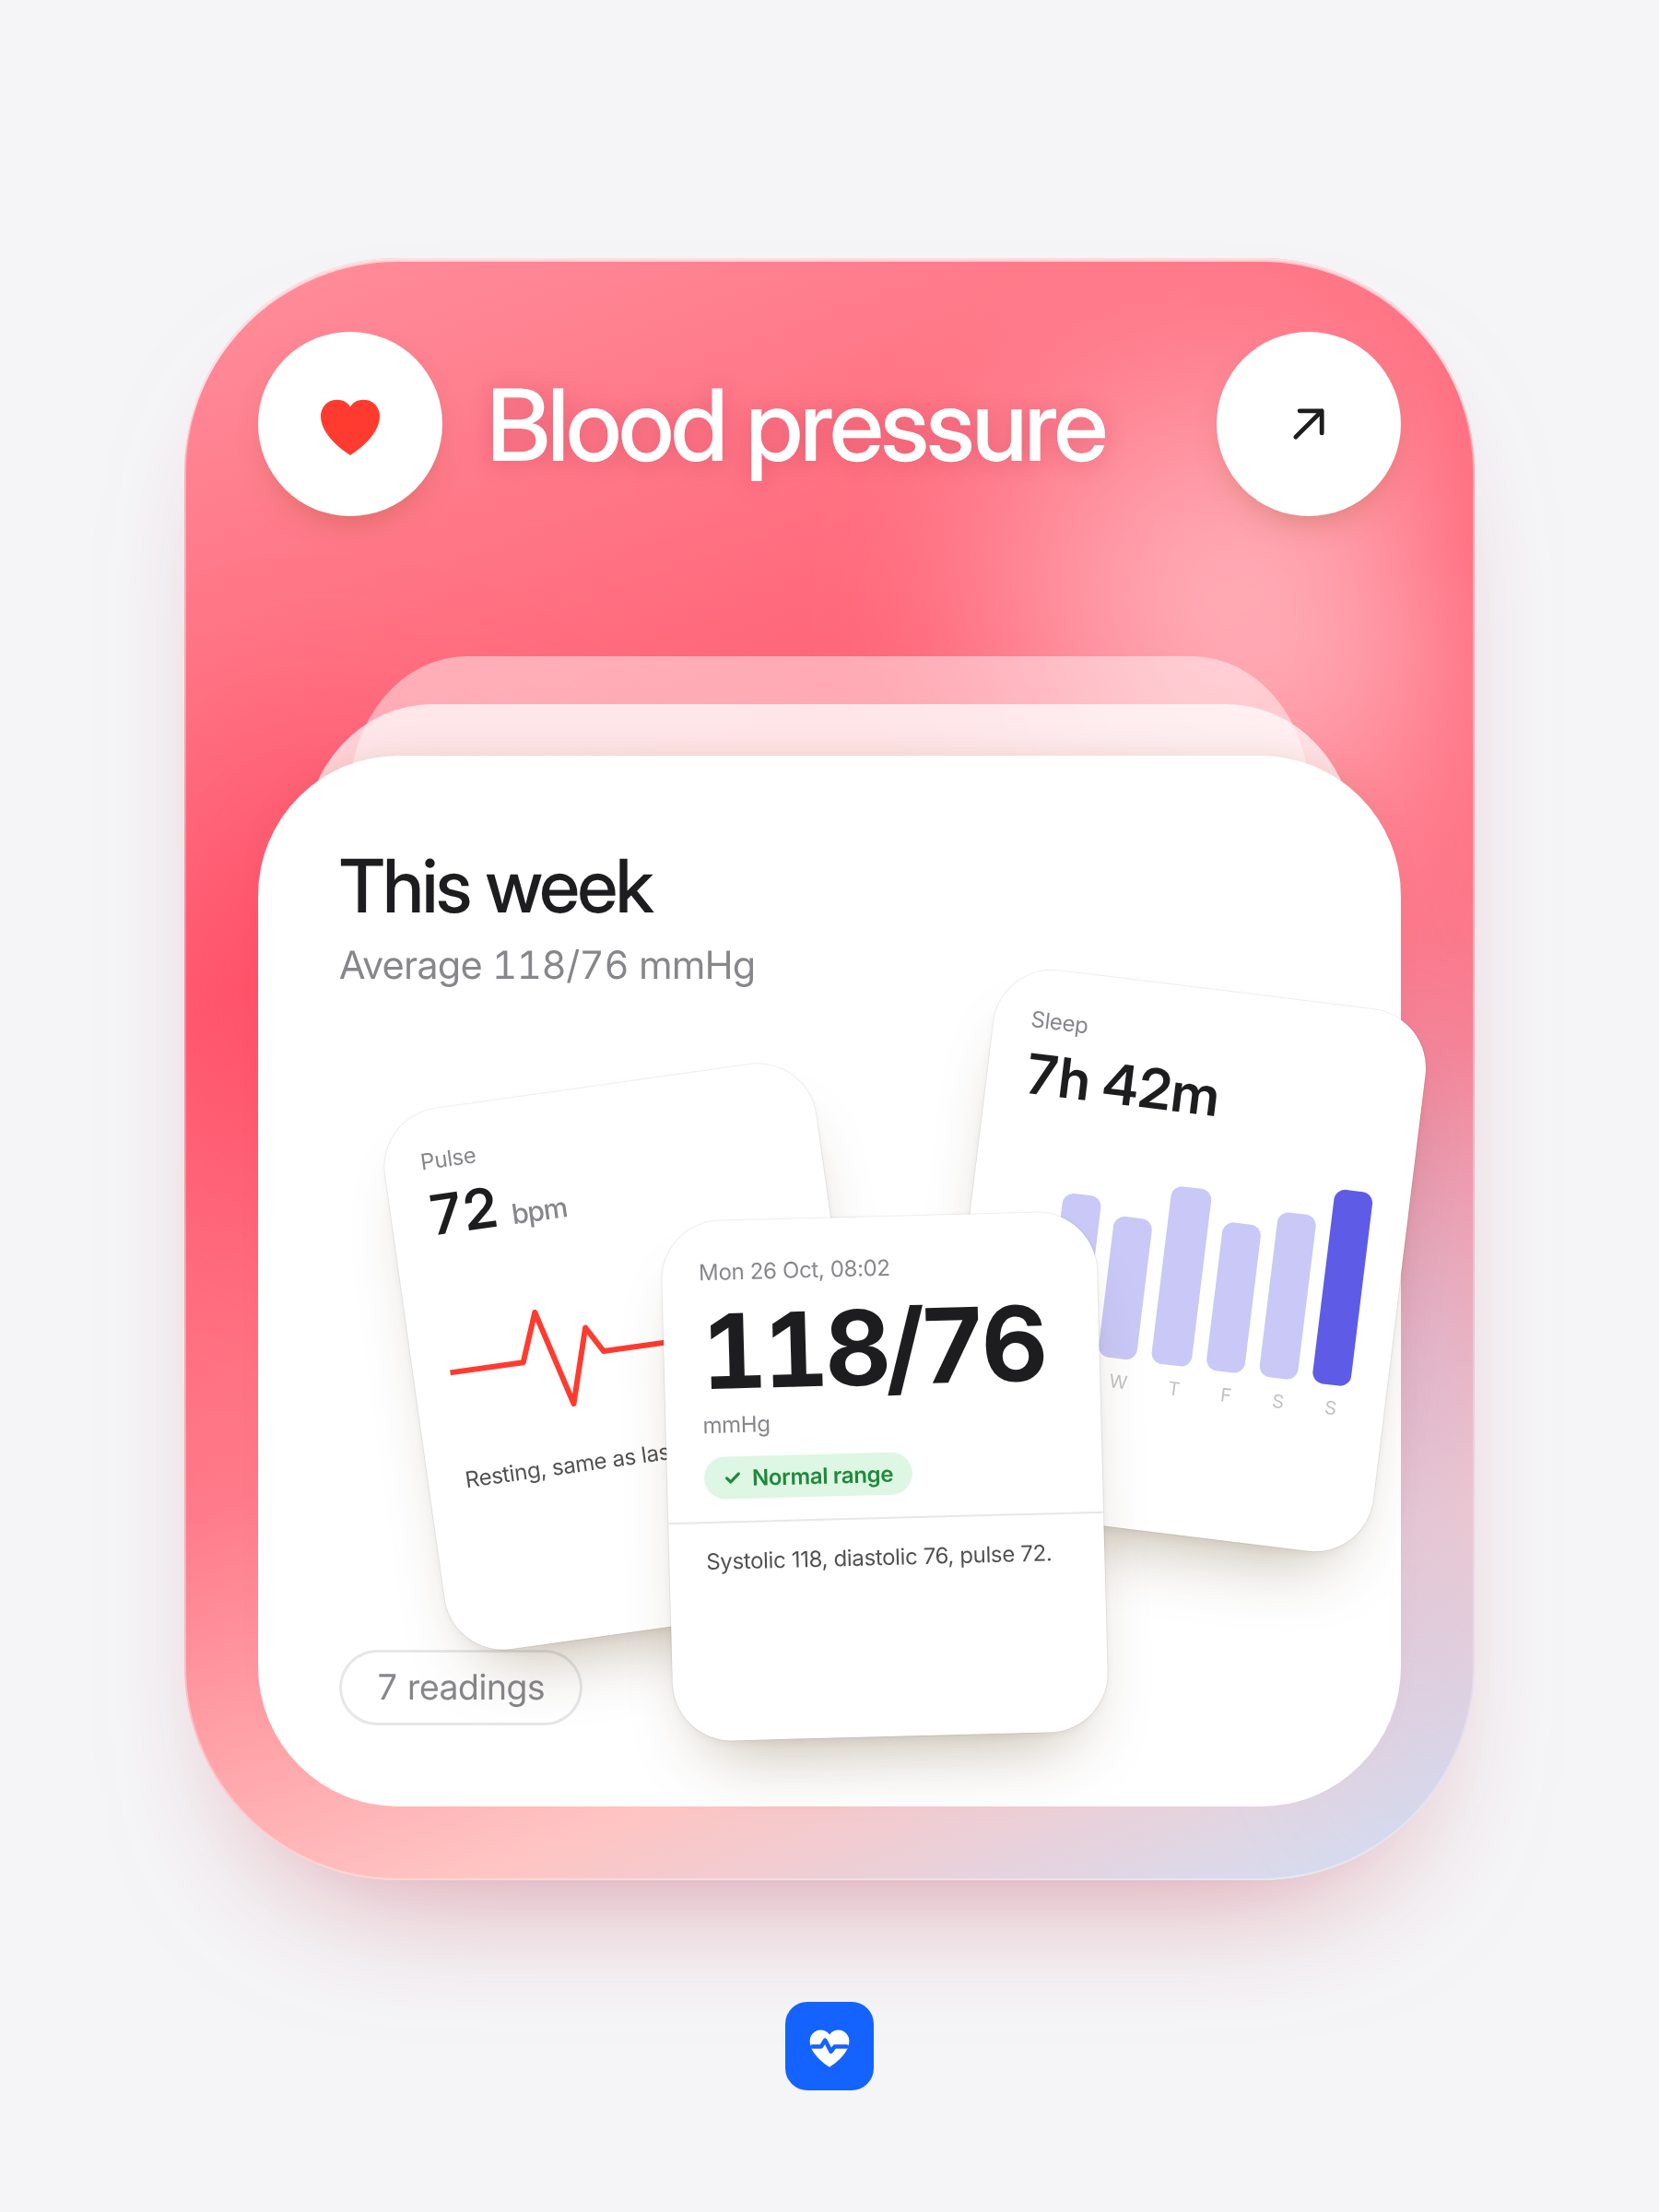 Blood pressure
This week
Average 118/76 mmHg
Sleep
7h 42m
W T F S S
Pulse
72 bpm
Resting, same as las
Mon 26 Oct, 08:02
118/76
mmHg
Normal range
Systolic 118, diastolic 76, pulse 72.
7 readings